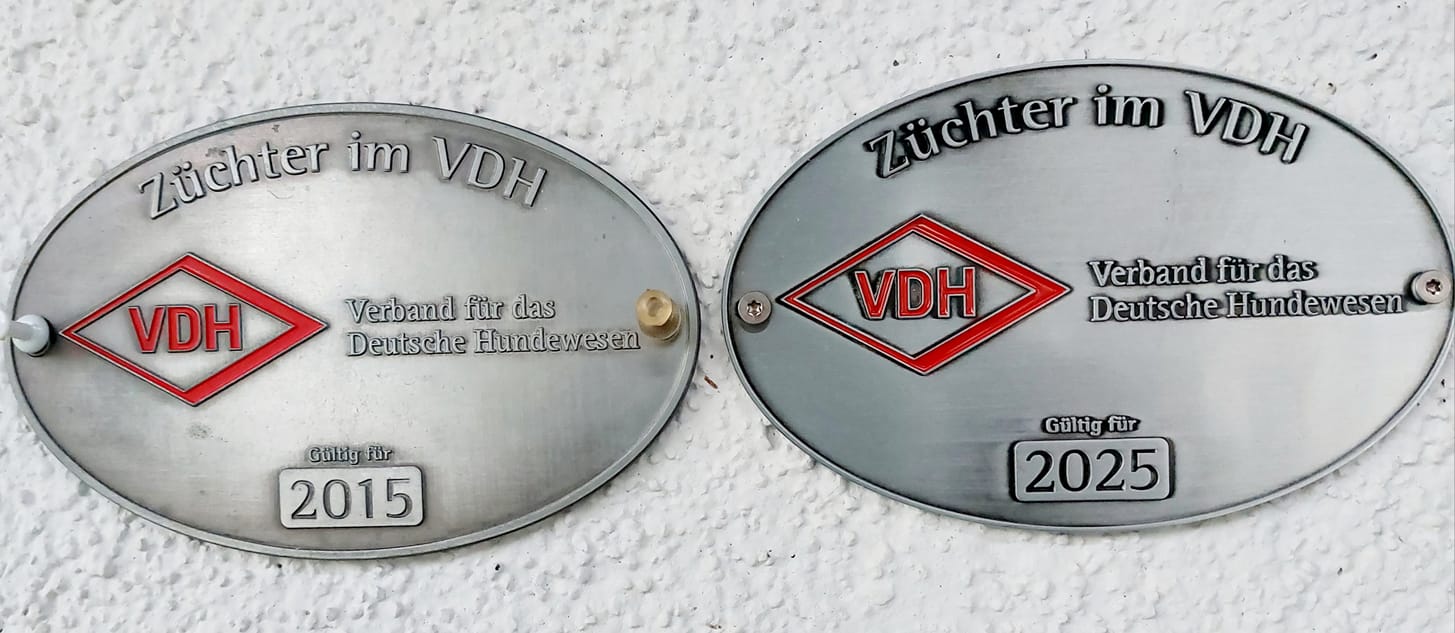 Züchter im VDH
VDH
Verband für das
Deutsche Hundewesen
Gültig für
2015
Züchter im VDH
VDH
Verband für das
Deutsche Hundewesen
Gültig für
2025